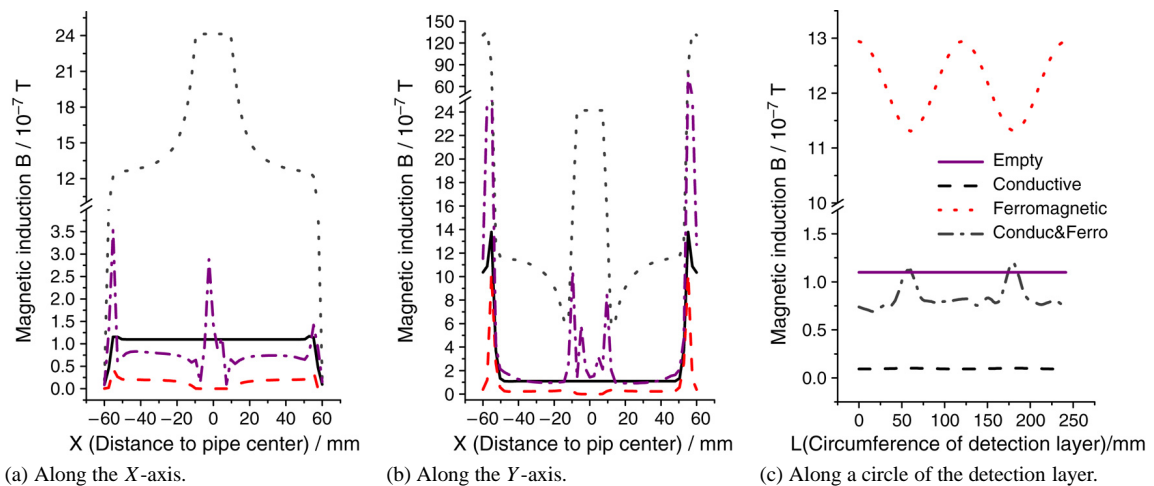 24
21
18
15
12
3.5
3.0
2.5
2.0
1.5
1.0
0.5
0.0
Magnetic induction B / 10⁻⁷ T
−60 −40 −20 0 20 40 60
X (Distance to pipe center) / mm
(a) Along the X-axis.
150
120
90
60
24
22
20
18
16
14
12
10
8
6
4
2
0
Magnetic induction B / 10⁻⁷ T
−60 −40 −20 0 20 40 60
X (Distance to pip center) / mm
(b) Along the Y-axis.
13
12
11
10
1.5
1.0
0.5
0.0
Magnetic induction B / 10⁻⁷ T
Empty
Conductive
Ferromagnetic
Conduc&Ferro
0 50 100 150 200 250
L(Circumference of detection layer)/mm
(c) Along a circle of the detection layer.